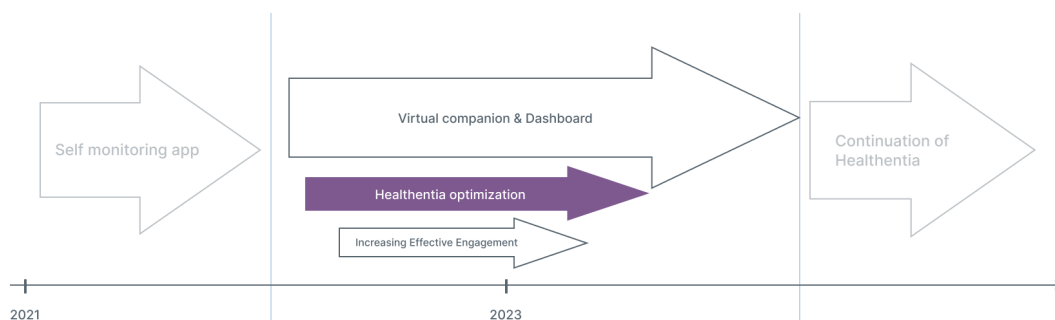 Virtual companion & Dashboard
Self monitoring app
Continuation of
Healthentia
Healthentia optimization
Increasing Effective Engagement
2021
2023